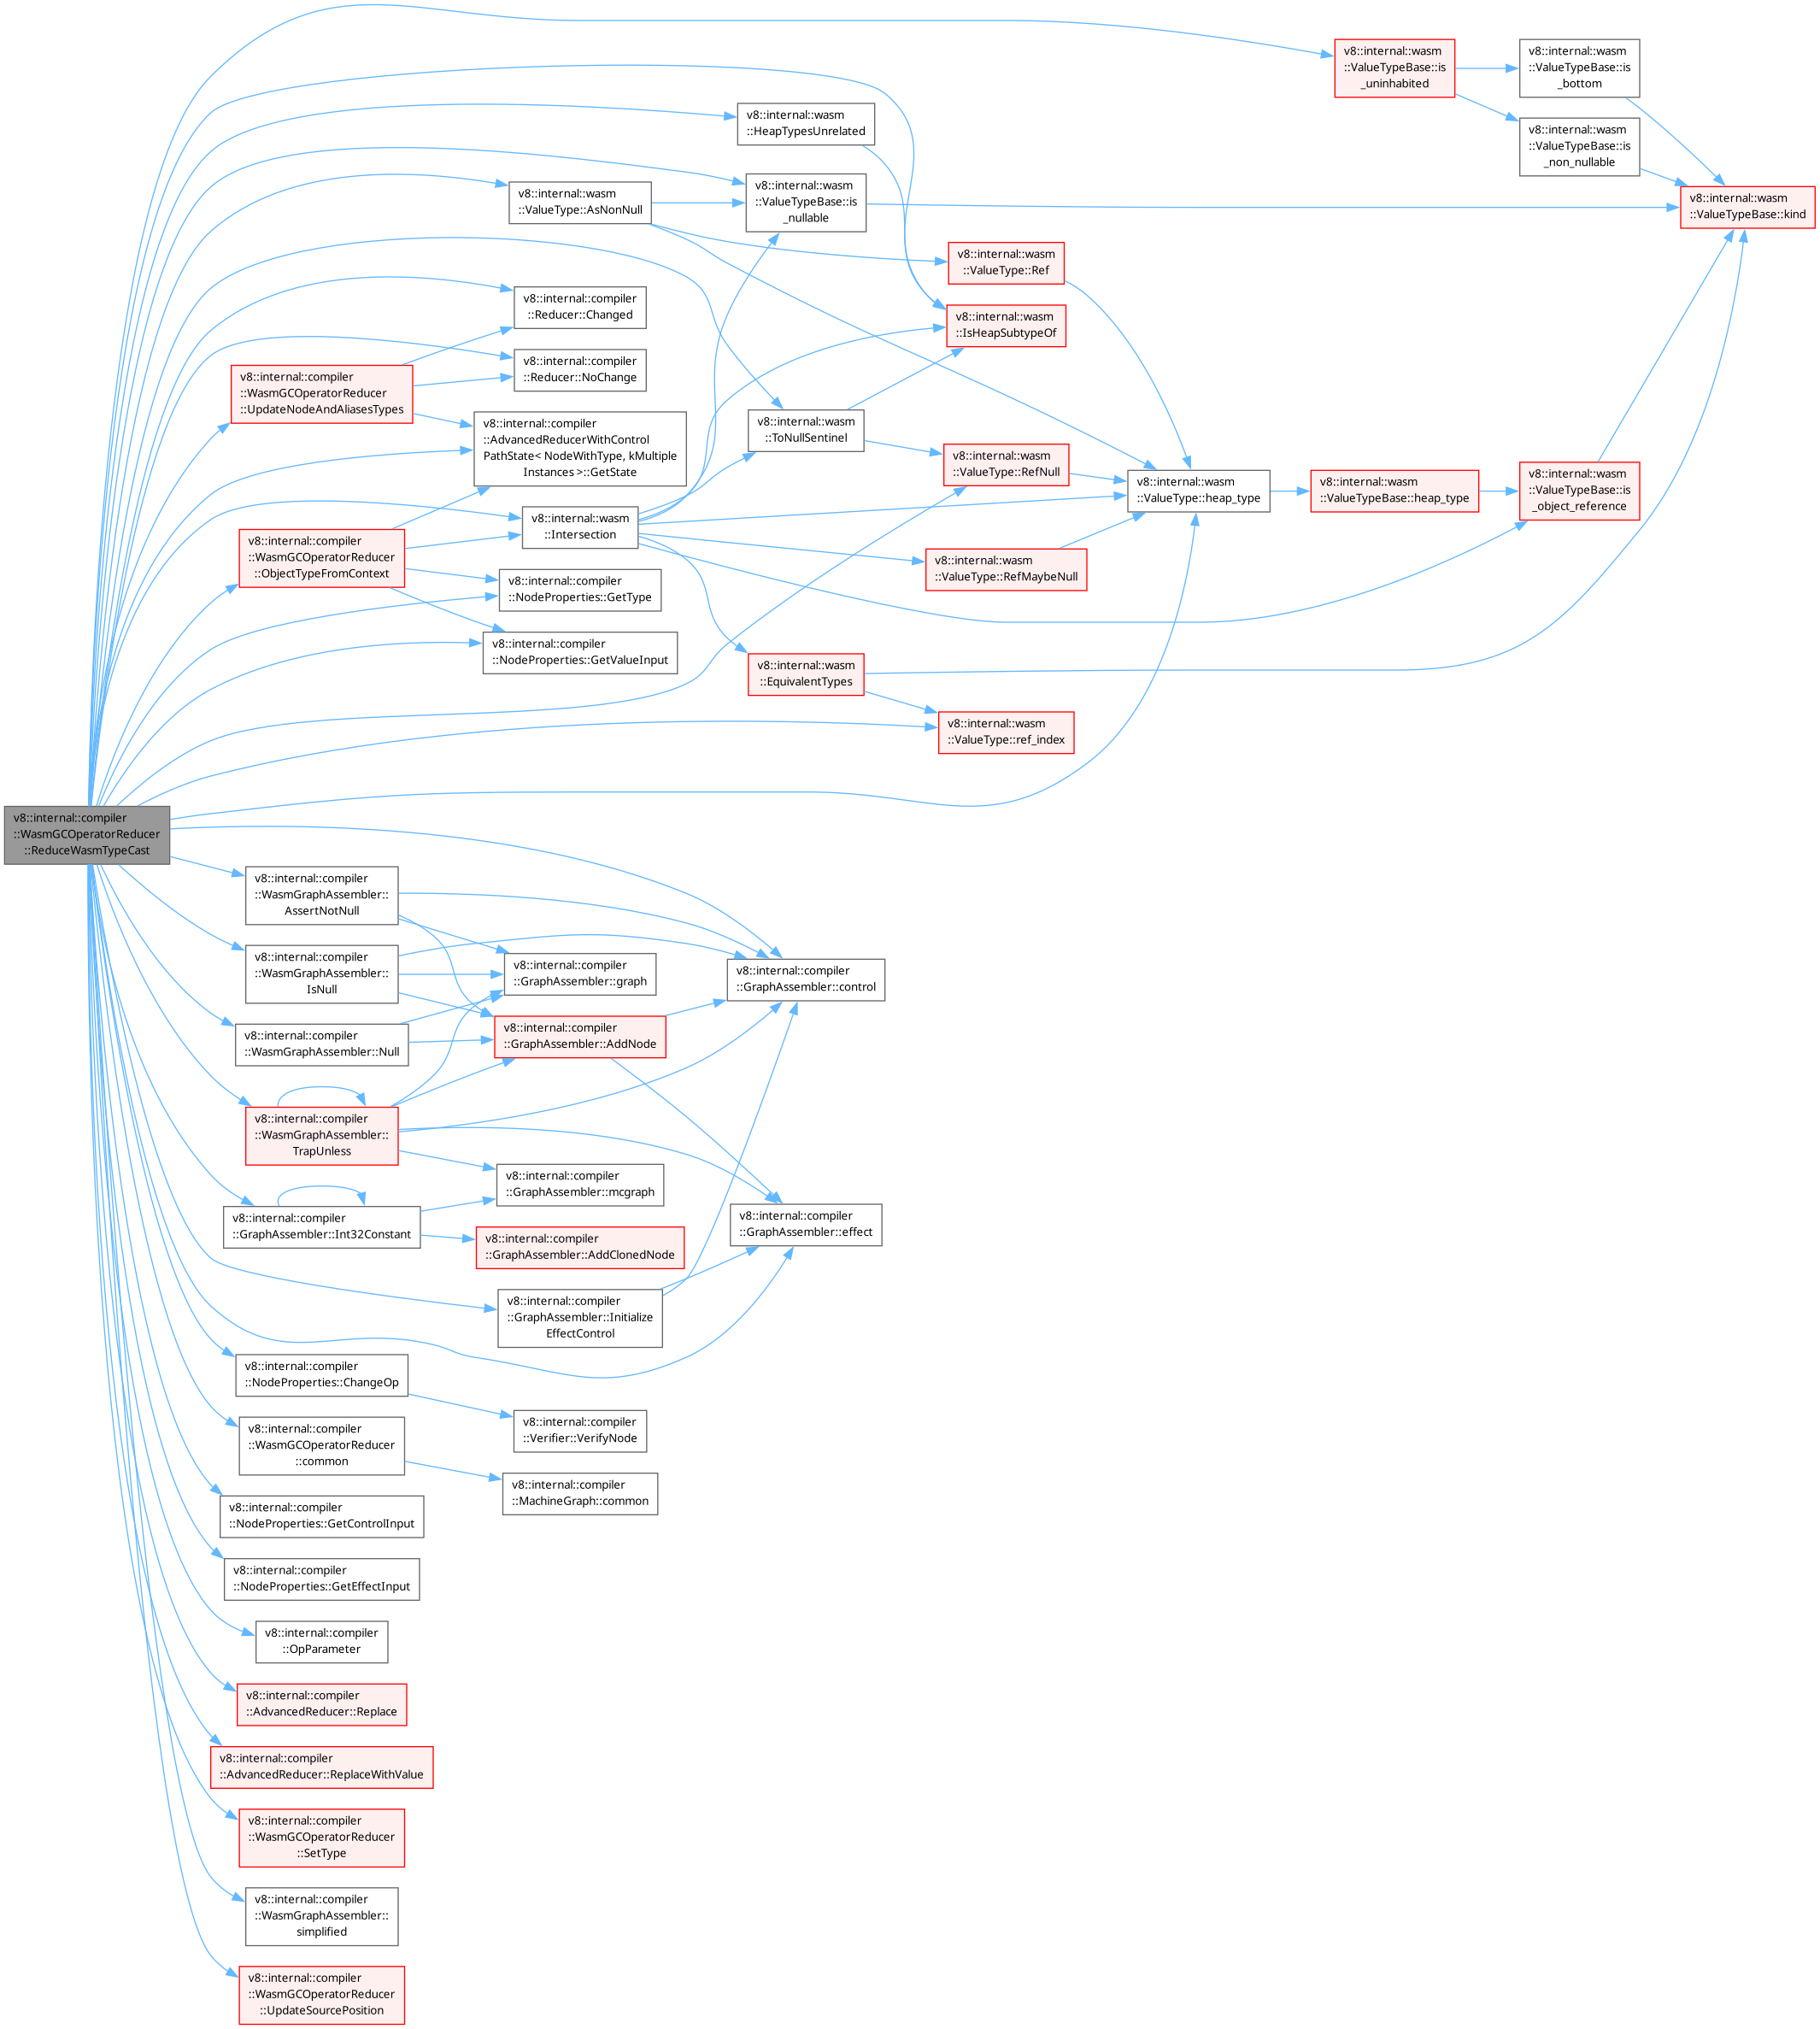 v8::internal::wasm
::ValueTypeBase::is
_uninhabited
v8::internal::wasm
::ValueTypeBase::is
_bottom
v8::internal::wasm
::HeapTypesUnrelated
v8::internal::wasm
::ValueTypeBase::is
_non_nullable
v8::internal::wasm
::ValueType::AsNonNull
v8::internal::wasm
::ValueTypeBase::is
_nullable
v8::internal::wasm
::ValueTypeBase::kind
v8::internal::wasm
::ValueType::Ref
v8::internal::compiler
::Reducer::Changed
v8::internal::wasm
::IsHeapSubtypeOf
v8::internal::compiler
::WasmGCOperatorReducer
::UpdateNodeAndAliasesTypes
v8::internal::compiler
::Reducer::NoChange
v8::internal::compiler
::AdvancedReducerWithControl
PathState< NodeWithType, kMultiple
Instances >::GetState
v8::internal::wasm
::ToNullSentinel
v8::internal::wasm
::ValueType::RefNull
v8::internal::wasm
::ValueType::heap_type
v8::internal::wasm
::ValueTypeBase::heap_type
v8::internal::wasm
::ValueTypeBase::is
_object_reference
v8::internal::wasm
::Intersection
v8::internal::compiler
::WasmGCOperatorReducer
::ObjectTypeFromContext
v8::internal::wasm
::ValueType::RefMaybeNull
v8::internal::compiler
::NodeProperties::GetType
v8::internal::compiler
::NodeProperties::GetValueInput
v8::internal::wasm
::EquivalentTypes
v8::internal::wasm
::ValueType::ref_index
v8::internal::compiler
::WasmGCOperatorReducer
::ReduceWasmTypeCast
v8::internal::compiler
::WasmGraphAssembler::
AssertNotNull
v8::internal::compiler
::WasmGraphAssembler::
IsNull
v8::internal::compiler
::GraphAssembler::graph
v8::internal::compiler
::GraphAssembler::control
v8::internal::compiler
::WasmGraphAssembler::Null
v8::internal::compiler
::GraphAssembler::AddNode
v8::internal::compiler
::WasmGraphAssembler::
TrapUnless
v8::internal::compiler
::GraphAssembler::mcgraph
v8::internal::compiler
::GraphAssembler::Int32Constant
v8::internal::compiler
::GraphAssembler::AddClonedNode
v8::internal::compiler
::GraphAssembler::effect
v8::internal::compiler
::GraphAssembler::Initialize
EffectControl
v8::internal::compiler
::NodeProperties::ChangeOp
v8::internal::compiler
::Verifier::VerifyNode
v8::internal::compiler
::WasmGCOperatorReducer
::common
v8::internal::compiler
::MachineGraph::common
v8::internal::compiler
::NodeProperties::GetControlInput
v8::internal::compiler
::NodeProperties::GetEffectInput
v8::internal::compiler
::OpParameter
v8::internal::compiler
::AdvancedReducer::Replace
v8::internal::compiler
::AdvancedReducer::ReplaceWithValue
v8::internal::compiler
::WasmGCOperatorReducer
::SetType
v8::internal::compiler
::WasmGraphAssembler::
simplified
v8::internal::compiler
::WasmGCOperatorReducer
::UpdateSourcePosition